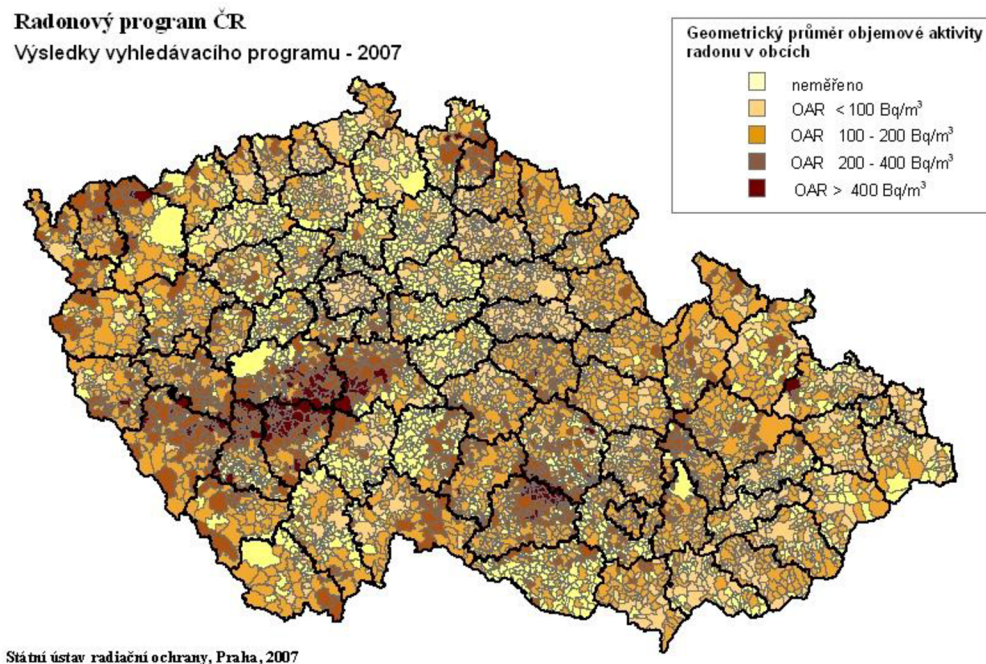 Radonový program ČR
Výsledky vyhledávacího programu - 2007
Geometrický průměr objemové aktivity
radonu v obcích
neměřeno
OAR < 100 Bq/m³
OAR 100 - 200 Bq/m³
OAR 200 - 400 Bq/m³
OAR > 400 Bq/m³
Státní ústav radiační ochrany, Praha, 2007